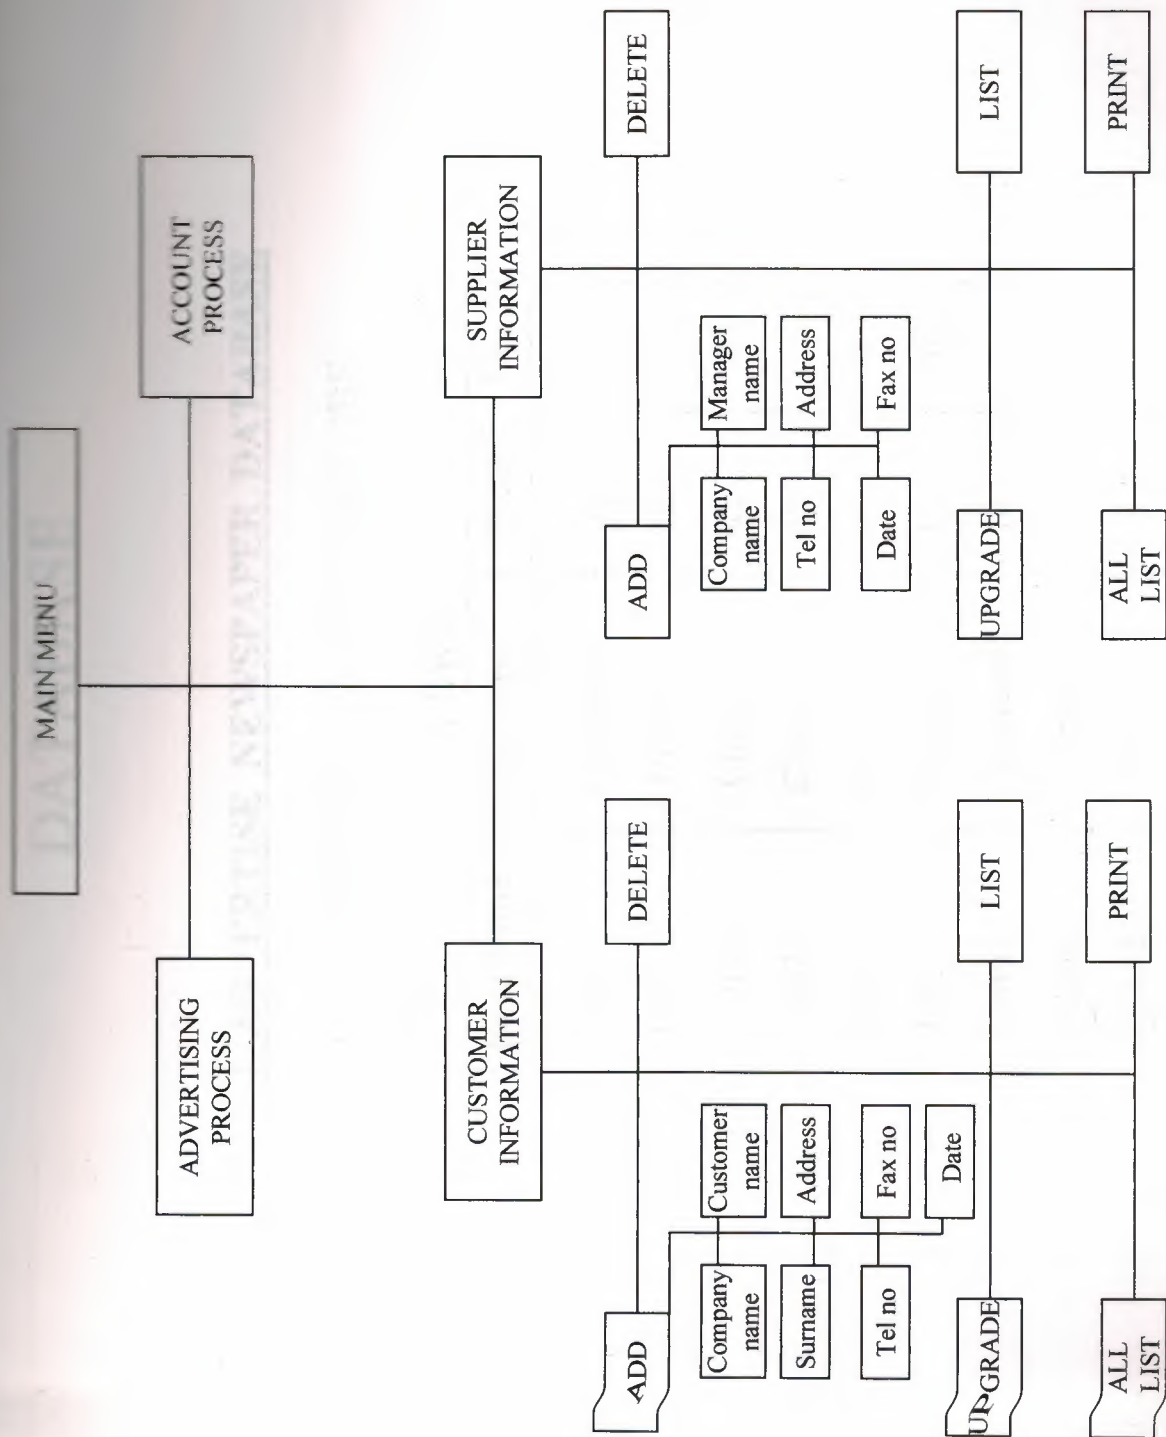 MAIN MENU
ADVERTISING
PROCESS
ACCOUNT
PROCESS
CUSTOMER
INFORMATION
SUPPLIER
INFORMATION
ADD
DELETE
Company
name
Customer
name
Surname
Address
Tel no
Fax no
Date
UPGRADE
LIST
ALL
LIST
PRINT
ADD
DELETE
Company
name
Manager
name
Tel no
Address
Date
Fax no
UPGRADE
LIST
ALL
LIST
PRINT